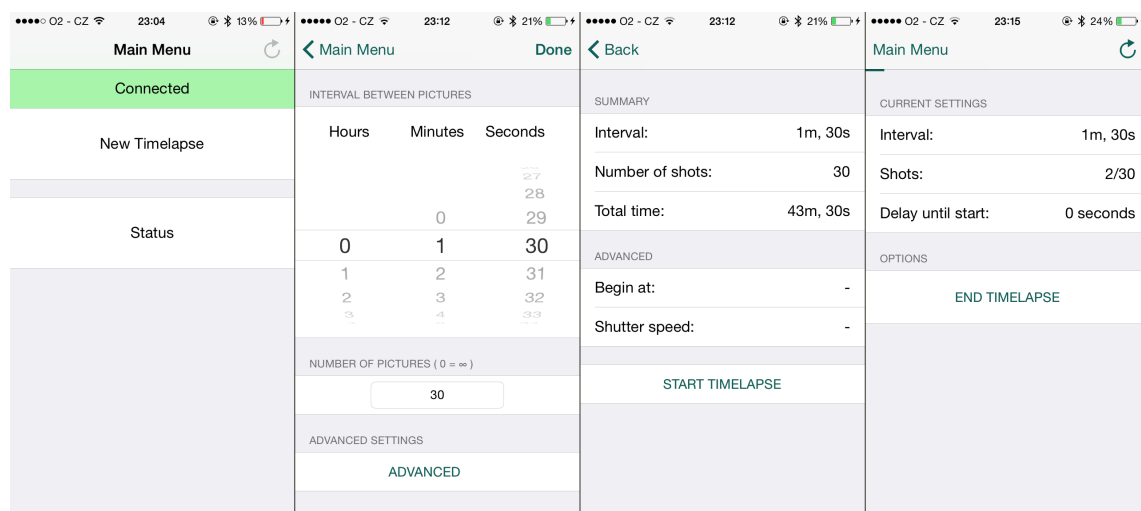 O2 - CZ 23:04 13%
Main Menu
Connected
New Timelapse
Status
O2 - CZ 23:12 21%
Main Menu Done
INTERVAL BETWEEN PICTURES
Hours Minutes Seconds
27
28
0 29
0 1 30
1 2 31
2 3 32
3 4 33
NUMBER OF PICTURES ( 0 = ∞ )
30
ADVANCED SETTINGS
ADVANCED
O2 - CZ 23:12 21%
Back
SUMMARY
Interval: 1m, 30s
Number of shots: 30
Total time: 43m, 30s
ADVANCED
Begin at: -
Shutter speed: -
START TIMELAPSE
O2 - CZ 23:15 24%
Main Menu
CURRENT SETTINGS
Interval: 1m, 30s
Shots: 2/30
Delay until start: 0 seconds
OPTIONS
END TIMELAPSE